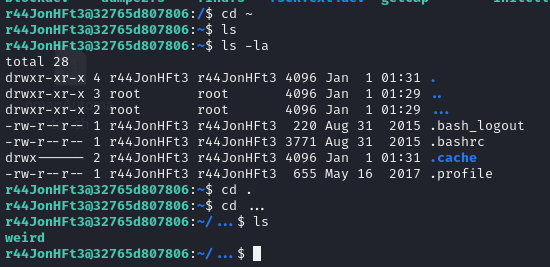 r44JonHFt3@32765d807806:/$ cd ~
r44JonHFt3@32765d807806:~$ ls
r44JonHFt3@32765d807806:~$ ls -la
total 28
drwxr-xr-x 4 r44JonHFt3 r44JonHFt3 4096 Jan  1 01:31 .
drwxr-xr-x 3 root       root       4096 Jan  1 01:29 ..
drwxr-xr-x 2 root       root       4096 Jan  1 01:29 ...
-rw-r--r-- 1 r44JonHFt3 r44JonHFt3  220 Aug 31  2015 .bash_logout
-rw-r--r-- 1 r44JonHFt3 r44JonHFt3 3771 Aug 31  2015 .bashrc
drwx------ 2 r44JonHFt3 r44JonHFt3 4096 Jan  1 01:31 .cache
-rw-r--r-- 1 r44JonHFt3 r44JonHFt3  655 May 16  2017 .profile
r44JonHFt3@32765d807806:~$ cd .
r44JonHFt3@32765d807806:~$ cd ...
r44JonHFt3@32765d807806:~/...$ ls
weird
r44JonHFt3@32765d807806:~/...$